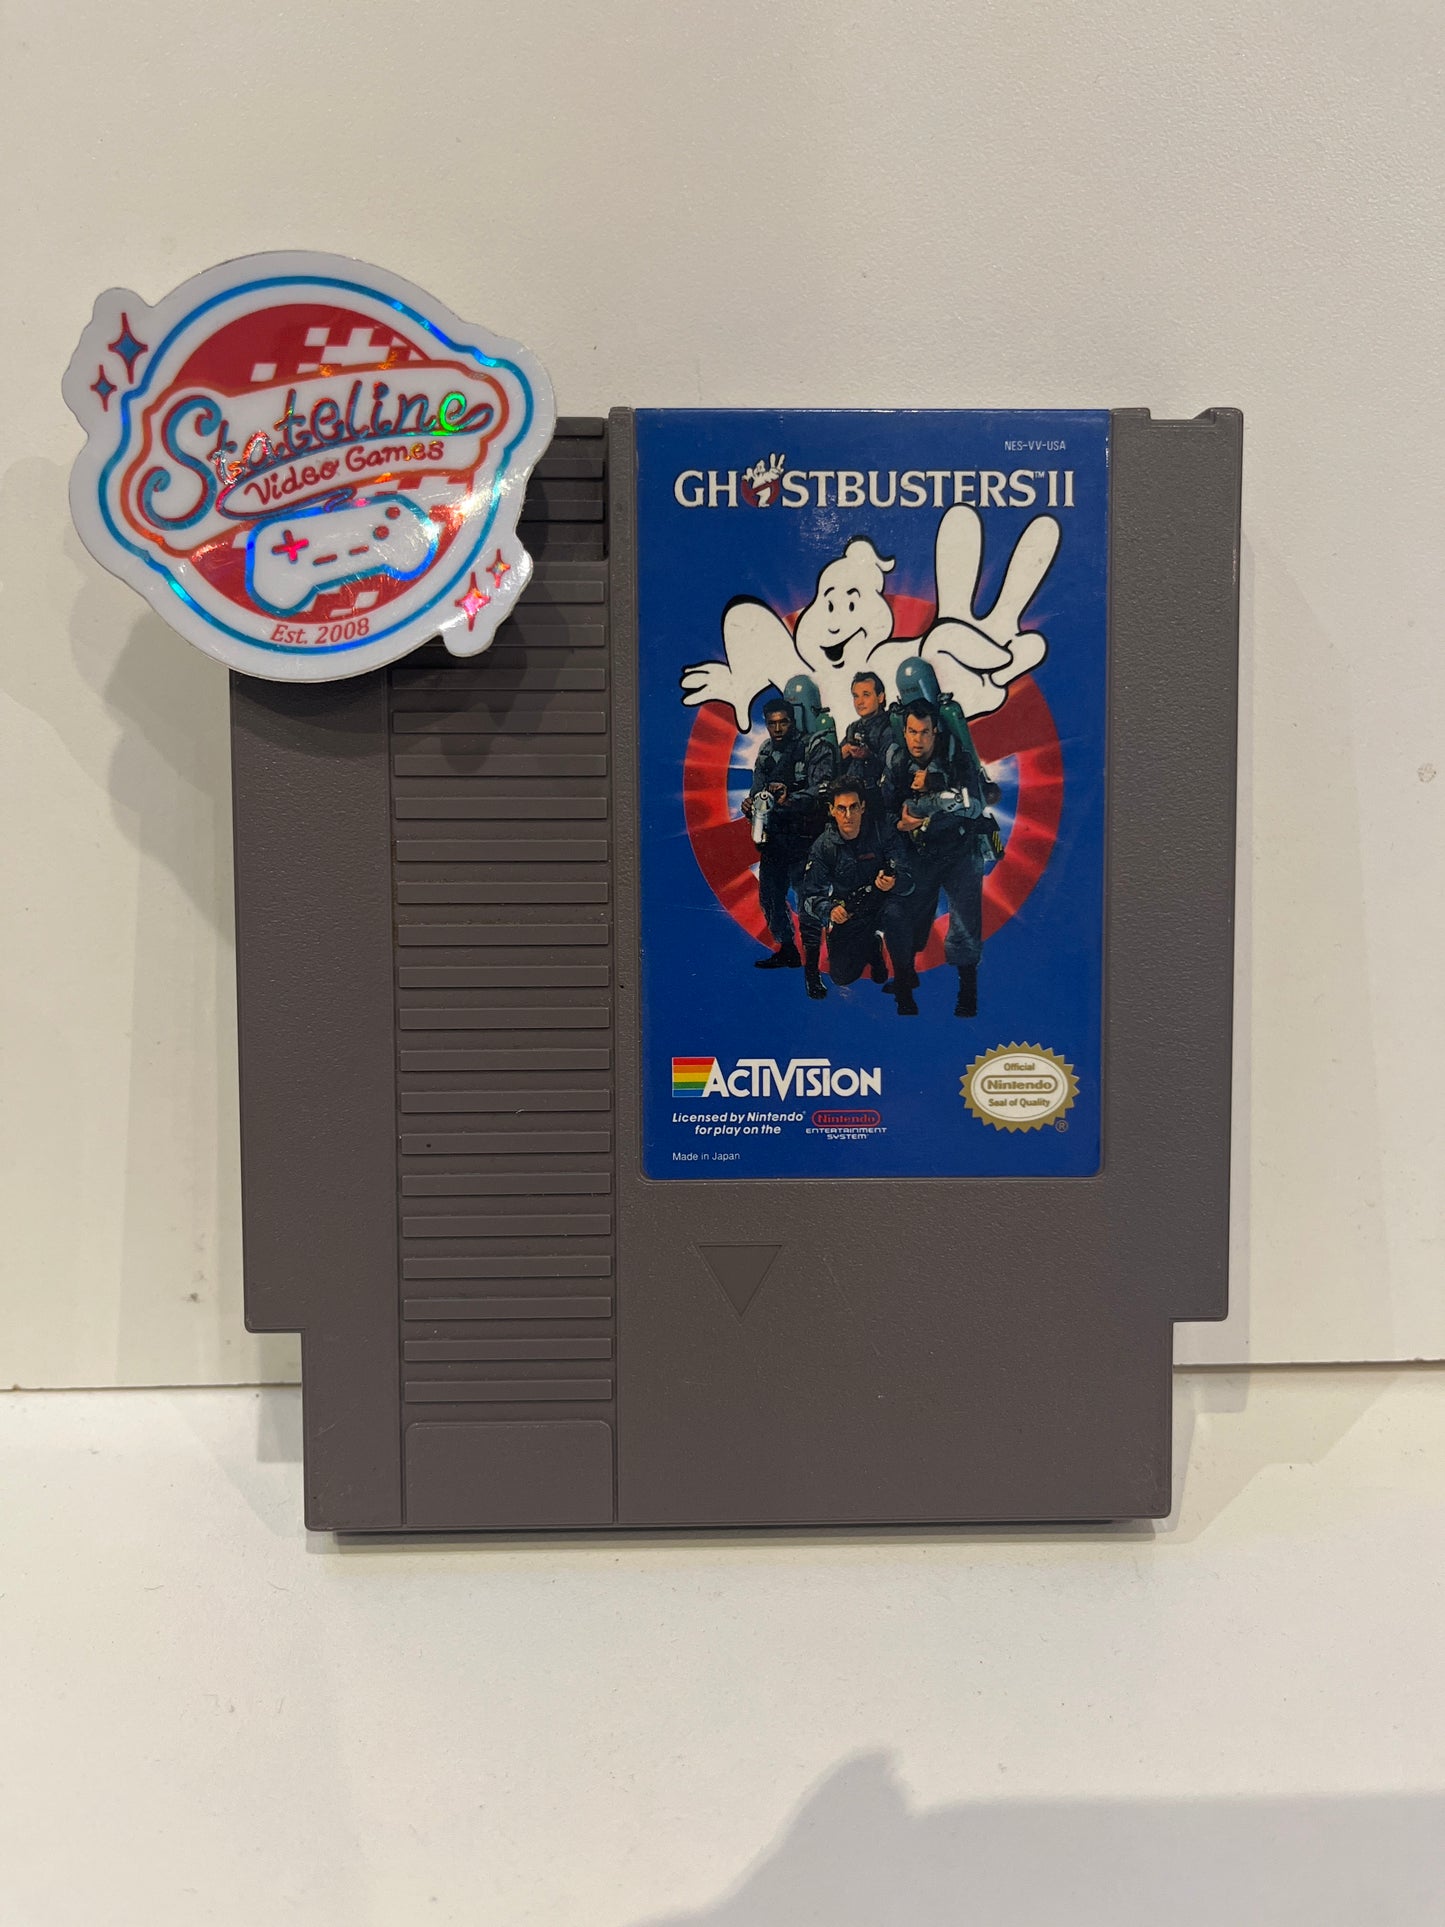 Stateline
Video Games
Est. 2008
NES-VV-USA
GHOSTBUSTERS™ II
ACTIVISION
Licensed by Nintendo®
for play on the
Nintendo
ENTERTAINMENT
SYSTEM
Made in Japan
Official
Nintendo
Seal of Quality
®